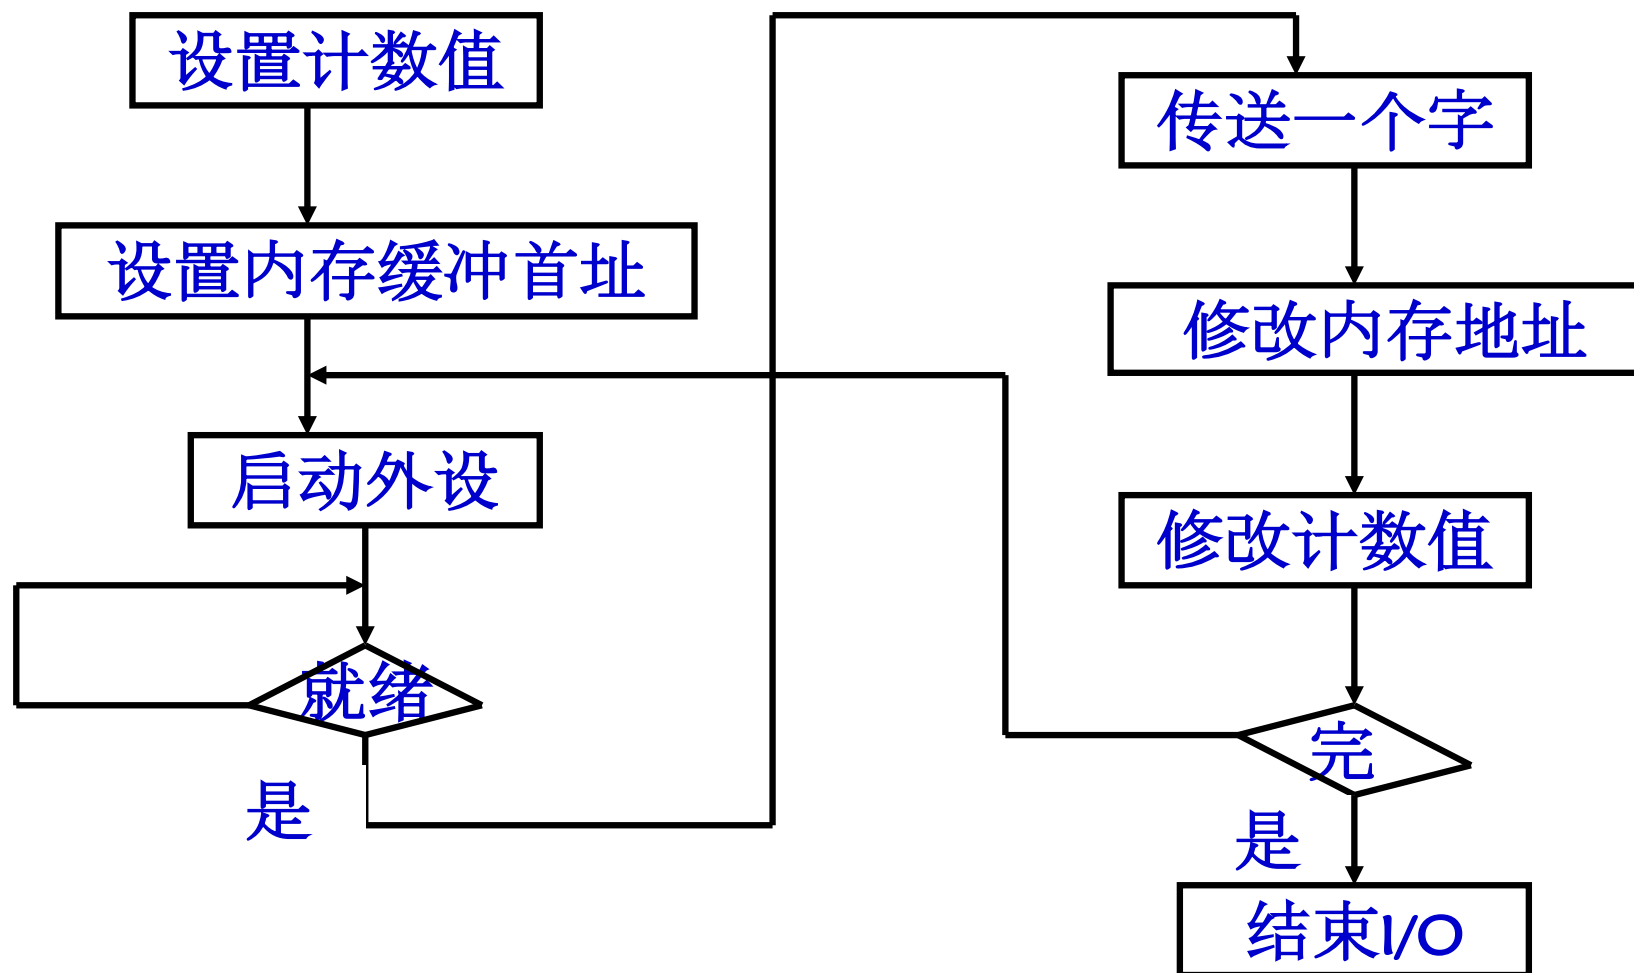 设置计数值
设置内存缓冲首址
启动外设
就绪
是
传送一个字
修改内存地址
修改计数值
完
是
结束I/O